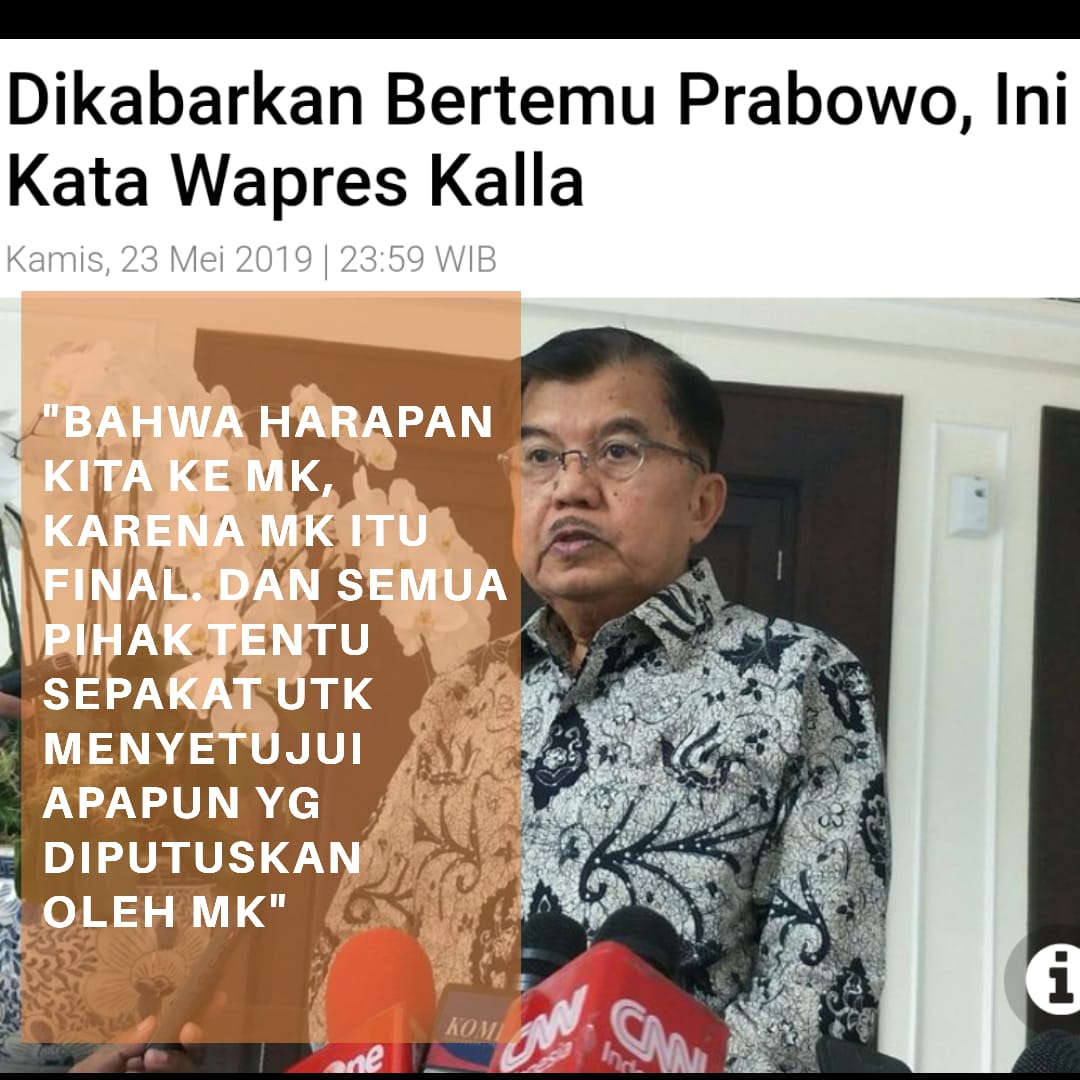 Dikabarkan Bertemu Prabowo, Ini
Kata Wapres Kalla
Kamis, 23 Mei 2019 | 23:59 WIB
"BAHWA HARAPAN
KITA KE MK,
KARENA MK ITU
FINAL. DAN SEMUA
PIHAK TENTU
SEPAKAT UTK
MENYETUJUI
APAPUN YG
DIPUTUSKAN
OLEH MK"
i
KOM
one
CNN
CNN